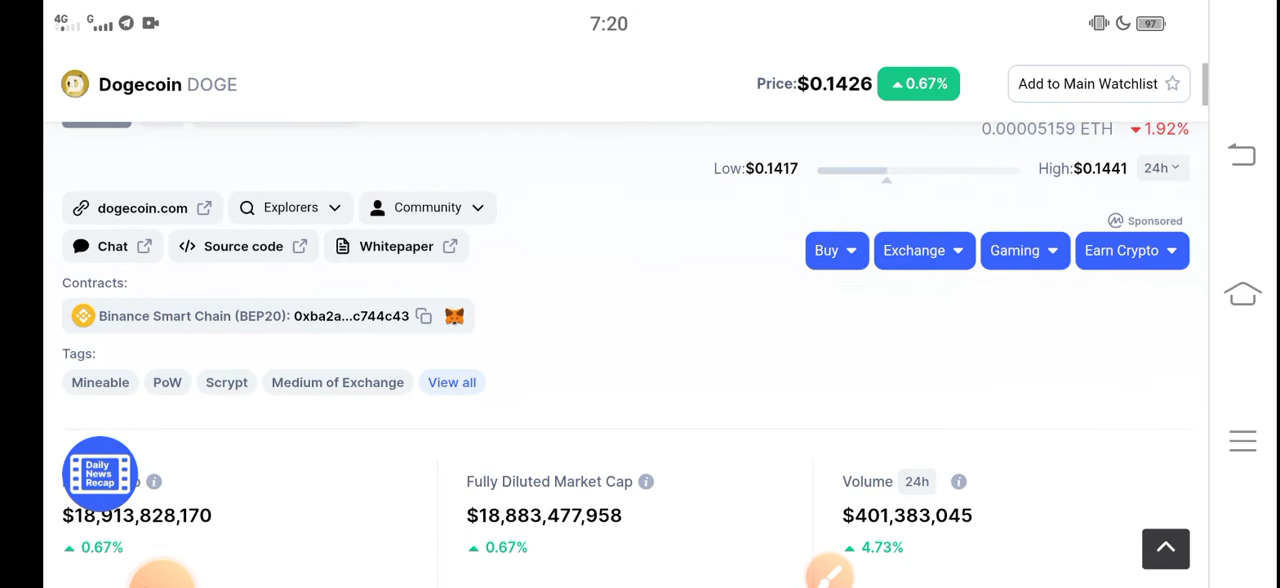 4G G 7:20 97
Dogecoin DOGE Price:$0.1426 0.67% Add to Main Watchlist
0.00005159 ETH 1.92%
Low:$0.1417 High:$0.1441 24h
dogecoin.com Explorers Community
Sponsored
Chat Source code Whitepaper
Buy Exchange Gaming Earn Crypto
Contracts:
Binance Smart Chain (BEP20): 0xba2a...c744c43
Tags:
Mineable PoW Scrypt Medium of Exchange View all
Daily
News
Recap
Fully Diluted Market Cap Volume 24h
$18,913,828,170 $18,883,477,958 $401,383,045
0.67% 0.67% 4.73%